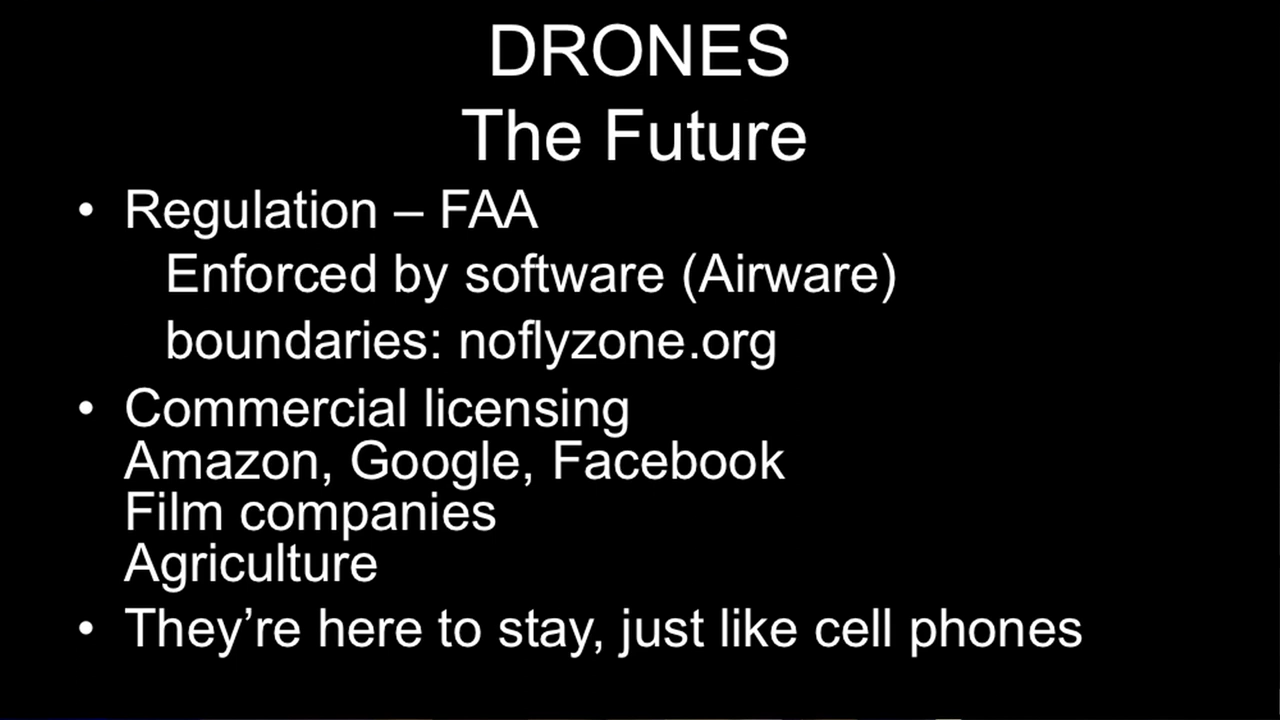 DRONES
The Future
• Regulation – FAA
Enforced by software (Airware)
boundaries: noflyzone.org
• Commercial licensing
Amazon, Google, Facebook
Film companies
Agriculture
• They’re here to stay, just like cell phones